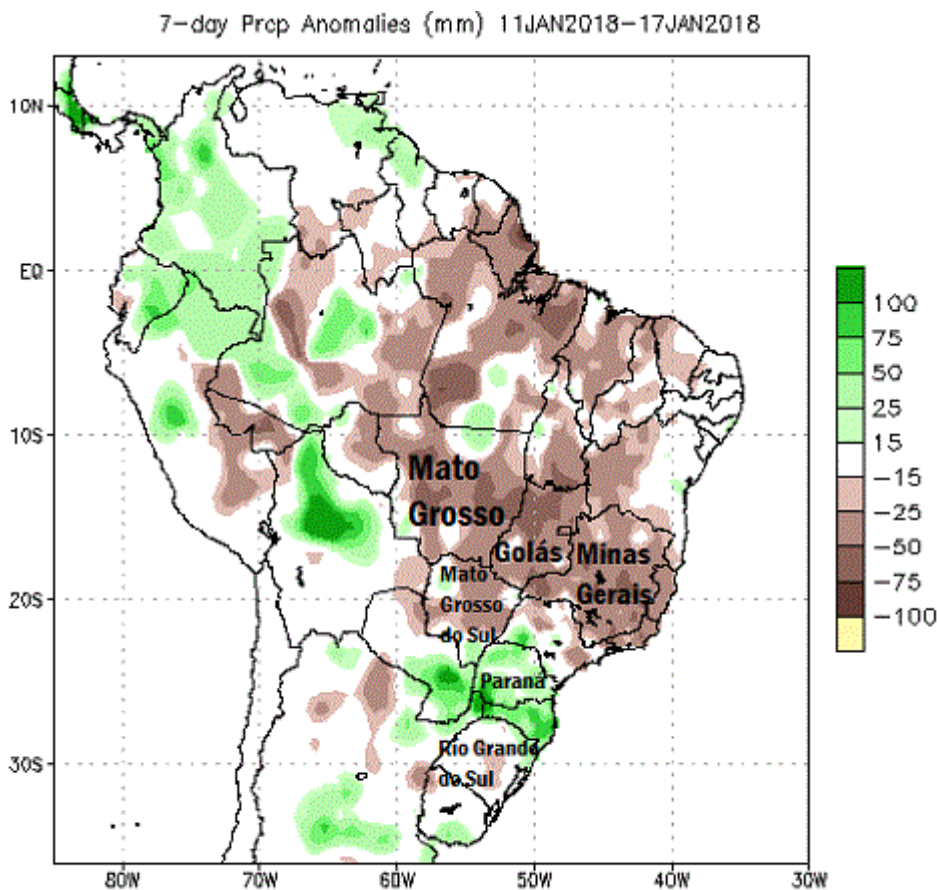 7-day Prcp Anomalies (mm) 11JAN2018-17JAN2018
10N
EQ
10S
20S
30S
80W 70W 60W 50W 40W 30W
Mato
Grosso
Golás
Minas
Gerais
Mato
Grosso
do Sul
Paraná
Rio Grande
do Sul
100
75
50
25
15
-15
-25
-50
-75
-100